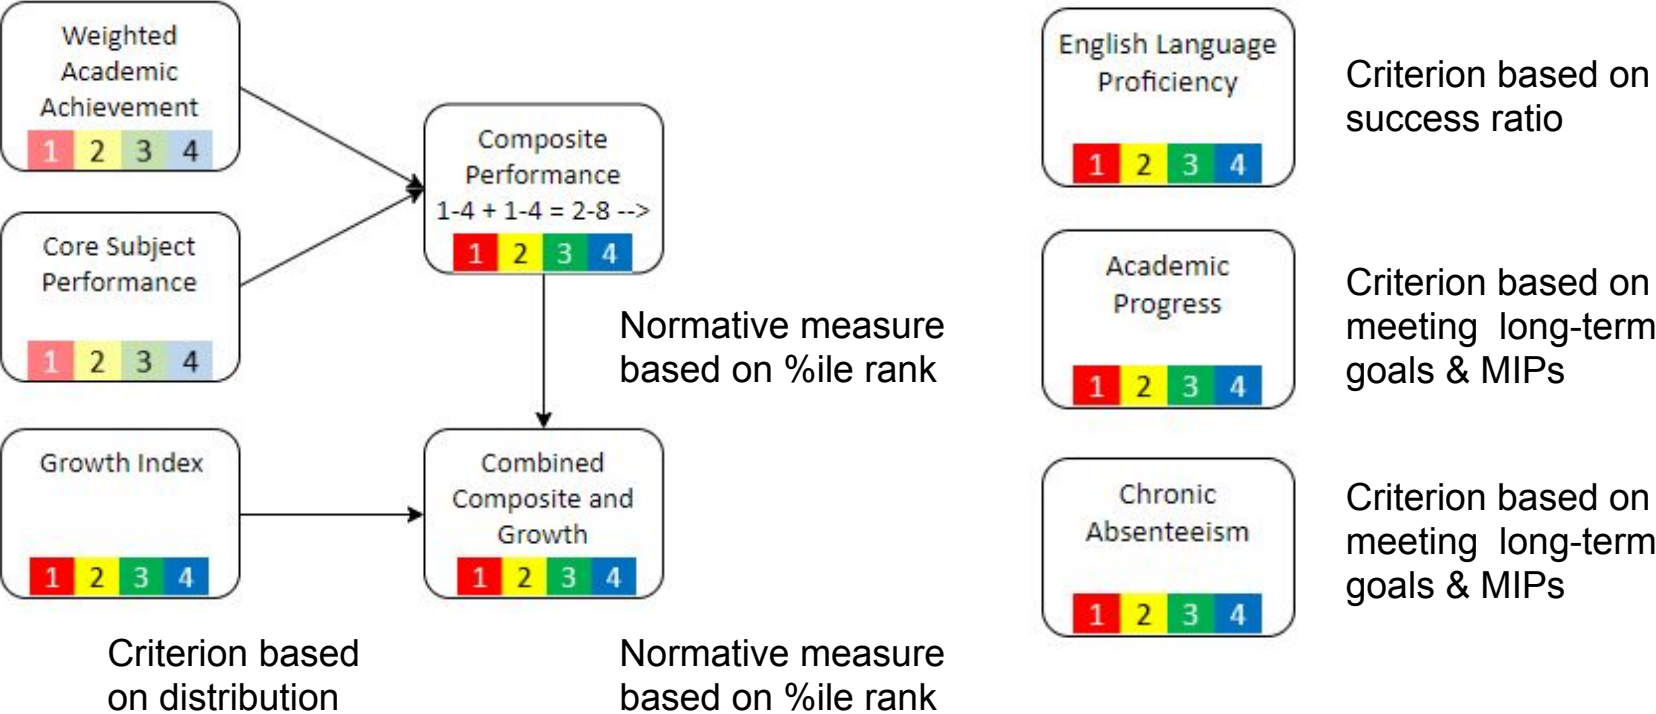 Weighted
Academic
Achievement
1 2 3 4
Core Subject
Performance
1 2 3 4
Growth Index
1 2 3 4
Criterion based
on distribution
Composite
Performance
1-4 + 1-4 = 2-8 -->
1 2 3 4
Normative measure
based on %ile rank
Combined
Composite and
Growth
1 2 3 4
Normative measure
based on %ile rank
English Language
Proficiency
1 2 3 4
Criterion based on
success ratio
Academic
Progress
1 2 3 4
Criterion based on
meeting  long-term
goals & MIPs
Chronic
Absenteeism
1 2 3 4
Criterion based on
meeting  long-term
goals & MIPs